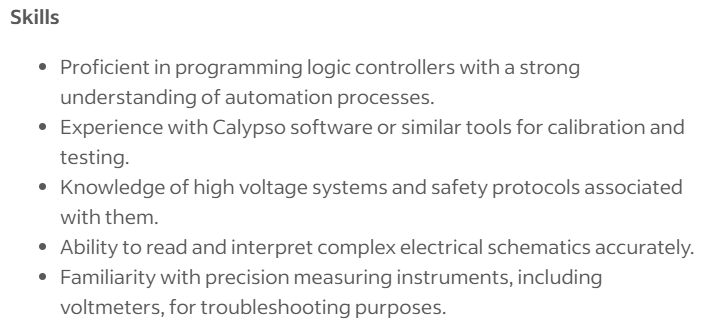 Skills
• Proficient in programming logic controllers with a strong
understanding of automation processes.
• Experience with Calypso software or similar tools for calibration and
testing.
• Knowledge of high voltage systems and safety protocols associated
with them.
• Ability to read and interpret complex electrical schematics accurately.
• Familiarity with precision measuring instruments, including
voltmeters, for troubleshooting purposes.